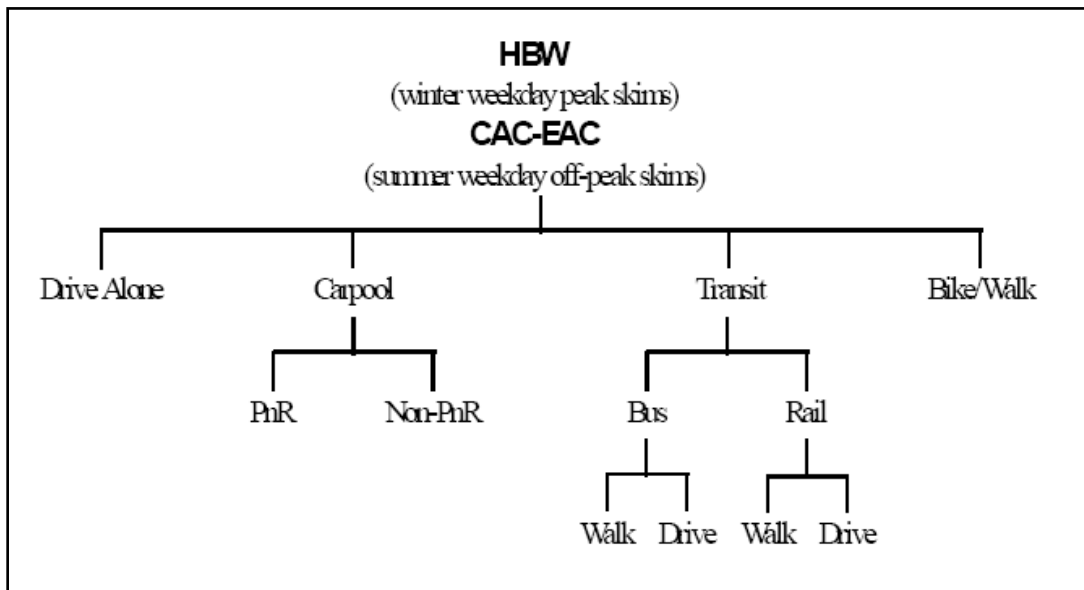 HBW
(winter weekday peak skims)
CAC-EAC
(summer weekday off-peak skims)
Drive Alone Carpool Transit Bike/Walk
PnR Non-PnR Bus Rail
Walk Drive Walk Drive